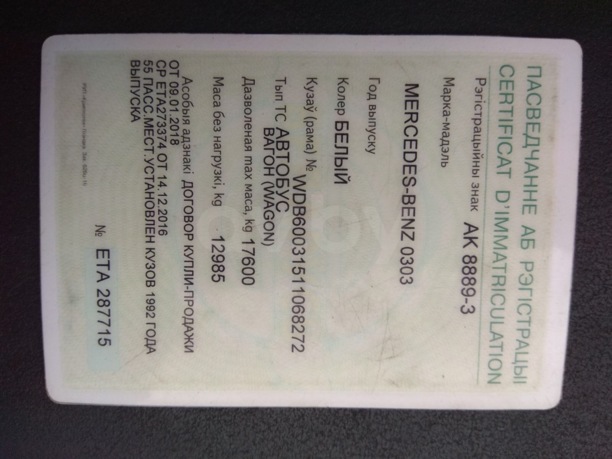 ПАСВЕДЧАННЕ АБ РЭГІСТРАЦЫІ
CERTIFICAT D'IMMATRICULATION
Рэгістрацыйны знак АК 8889-3
Марка-мадэль
MERCEDES-BENZ 0303
Год выпуску
Колер БЕЛЫЙ
Кузаў (рама) № WDB60031511068272
Тып ТС АВТОБУС
ВАГОН (WAGON)
Дазволеная max маса, kg 17600
Маса без нагрузкі, kg 12985
Асобыя адзнакі ДОГОВОР КУПЛИ-ПРОДАЖИ
ОТ 09.01.2018
СР ЕТА273374 ОТ 14.12.2016
55 ПАСС.МЕСТ.УСТАНОВЛЕН КУЗОВ 1992 ГОДА
ВЫПУСКА
№ ЕТА 287715